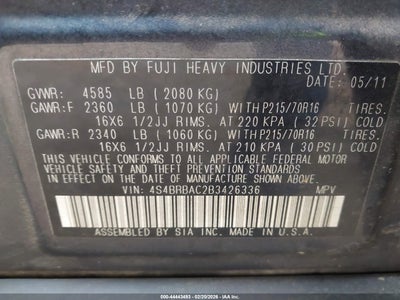 MFD BY FUJI HEAVY INDUSTRIES LTD.
DATE: 05/11
GVWR: 4585 LB ( 2080 KG)
GAWR:F 2360 LB ( 1070 KG) WITH P215/70R16 TIRES.
16X6 1/2JJ RIMS. AT 220 KPA ( 32 PSI) COLD
GAWR:R 2340 LB ( 1060 KG) WITH P215/70R16 TIRES.
16X6 1/2JJ RIMS. AT 210 KPA ( 30 PSI) COLD
THIS VEHICLE CONFORMS TO ALL APPLICABLE FEDERAL MOTOR
VEHICLE SAFETY AND THEFT PREVENTION STANDARDS IN EFFECT
ON THE DATE OF MANUFACTURE SHOWN ABOVE.
VIN: 4S4BRBAC2B3426336 MPV
ASSEMBLED BY SIA INC. IN U.S.A.
000-44443493 - 02/20/2026 - IAA Inc.